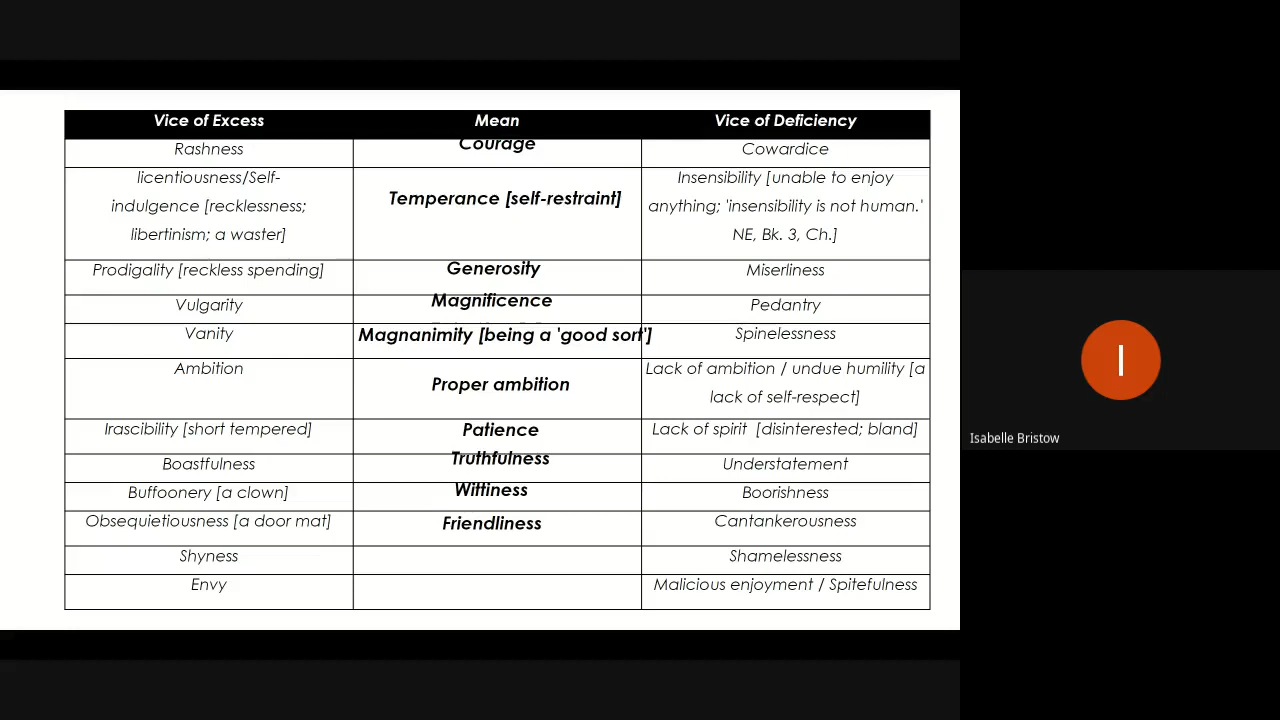 Vice of Excess Mean Vice of Deficiency
Rashness Courage Cowardice
licentiousness/Self-
indulgence [recklessness;
libertinism; a waster]
Temperance [self-restraint]
Insensibility [unable to enjoy
anything; 'insensibility is not human.'
NE, Bk. 3, Ch.]
Prodigality [reckless spending] Generosity Miserliness
Vulgarity Magnificence Pedantry
Vanity Magnanimity [being a 'good sort'] Spinelessness
Ambition Proper ambition Lack of ambition / undue humility [a
lack of self-respect]
Irascibility [short tempered] Patience Lack of spirit [disinterested; bland]
Boastfulness Truthfulness Understatement
Buffoonery [a clown] Wittiness Boorishness
Obsequietiousness [a door mat] Friendliness Cantankerousness
Shyness Shamelessness
Envy Malicious enjoyment / Spitefulness
I
Isabelle Bristow